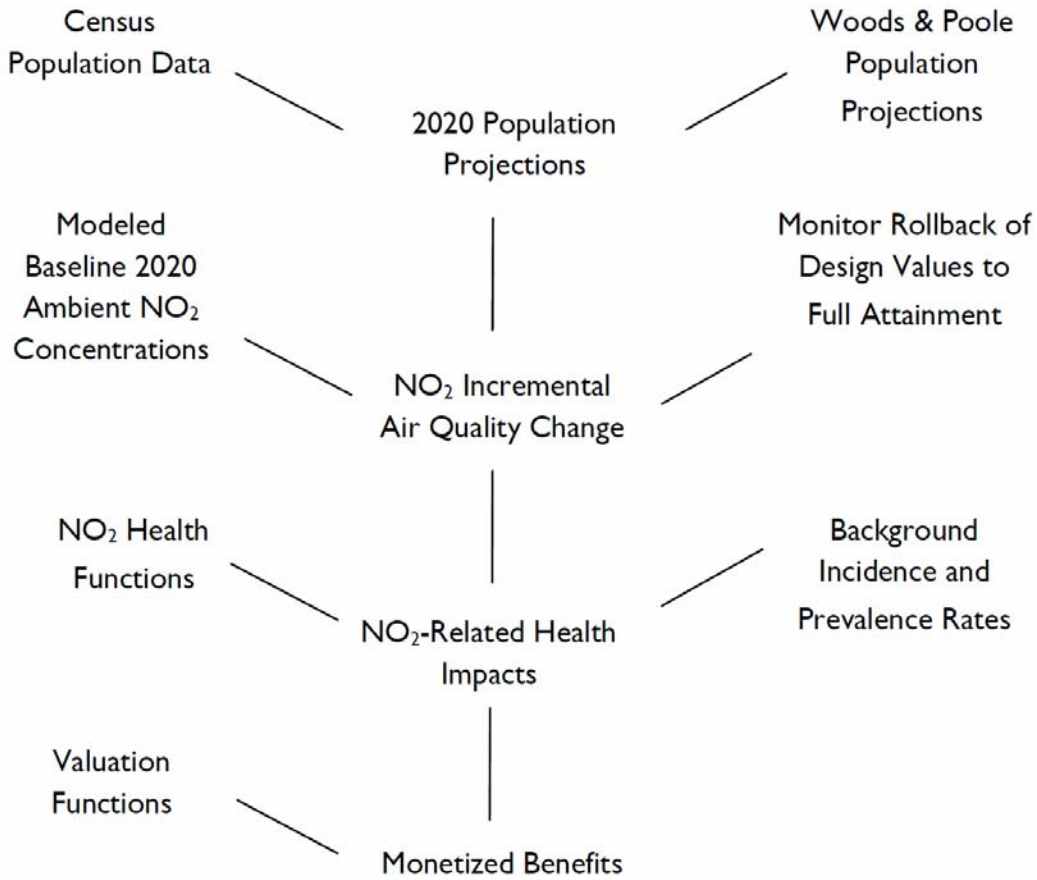 Census
Population Data
Woods & Poole
Population
Projections
2020 Population
Projections
Modeled
Baseline 2020
Ambient NO₂
Concentrations
Monitor Rollback of
Design Values to
Full Attainment
NO₂ Incremental
Air Quality Change
NO₂ Health
Functions
Background
Incidence and
Prevalence Rates
NO₂-Related Health
Impacts
Valuation
Functions
Monetized Benefits